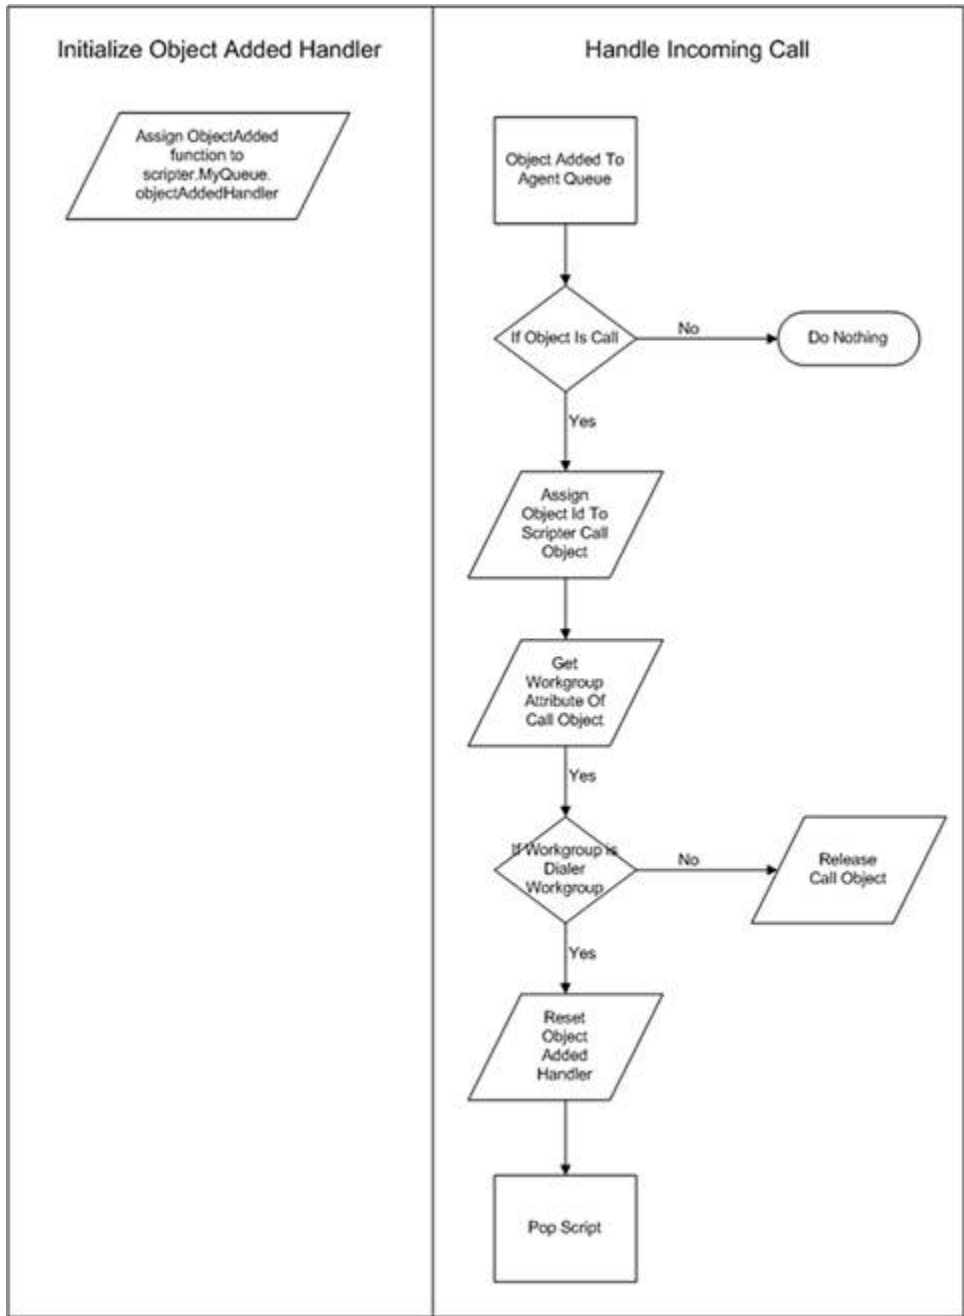 Initialize Object Added Handler
Assign ObjectAdded
function to
scripter.MyQueue.
objectAddedHandler
Handle Incoming Call
Object Added To
Agent Queue
If Object Is Call
No
Do Nothing
Yes
Assign
Object Id To
Scripter Call
Object
Get
Workgroup
Attribute Of
Call Object
Yes
If Workgroup is
Dialer
Workgroup
No
Release
Call Object
Yes
Reset
Object
Added
Handler
Pop Script